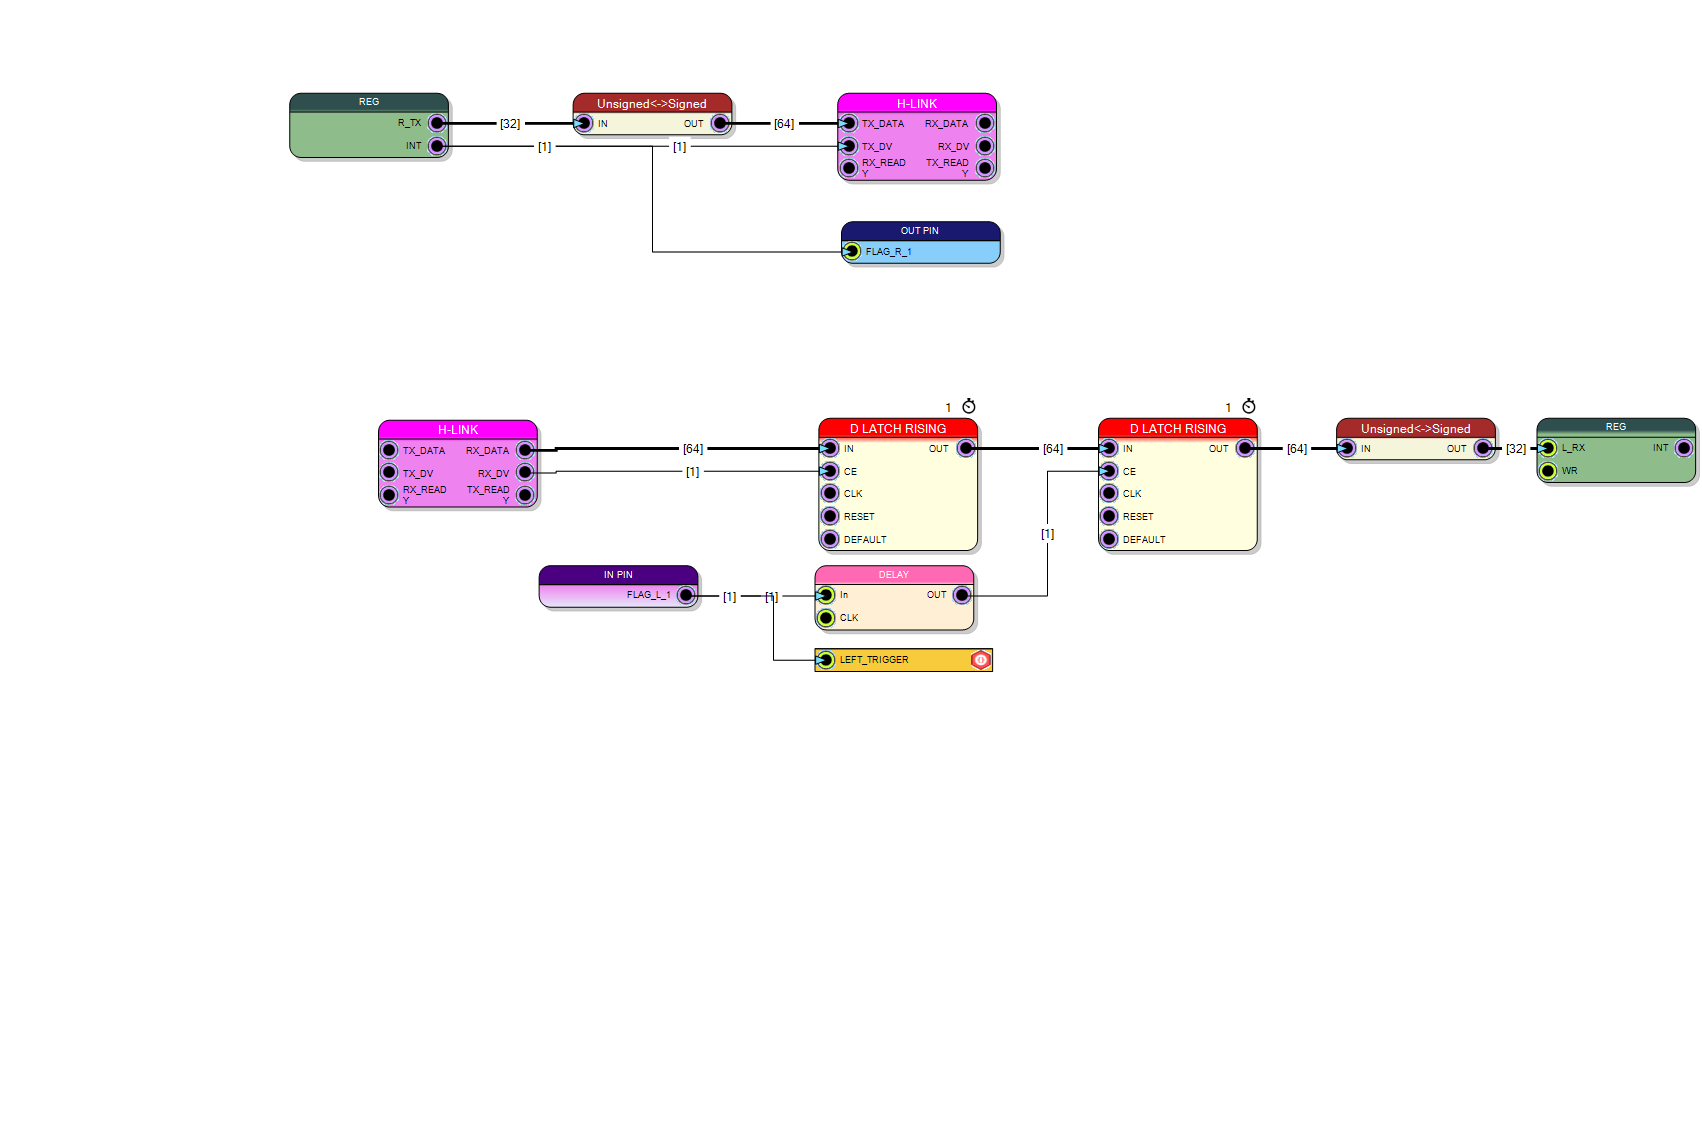 REG
R_TX
INT
[32]
[1]
Unsigned<->Signed
IN OUT
[64]
[1]
H-LINK
TX_DATA RX_DATA
TX_DV RX_DV
RX_READ TX_READ
Y Y
OUT PIN
FLAG_R_1
H-LINK
TX_DATA RX_DATA
TX_DV RX_DV
RX_READ TX_READ
Y Y
[64]
[1]
1
D LATCH RISING
IN OUT
CE
CLK
RESET
DEFAULT
[64]
[1]
1
D LATCH RISING
IN OUT
CE
CLK
RESET
DEFAULT
[64]
Unsigned<->Signed
IN OUT
[32]
REG
L_RX INT
WR
IN PIN
FLAG_L_1
[1]
[1]
DELAY
In OUT
CLK
LEFT_TRIGGER